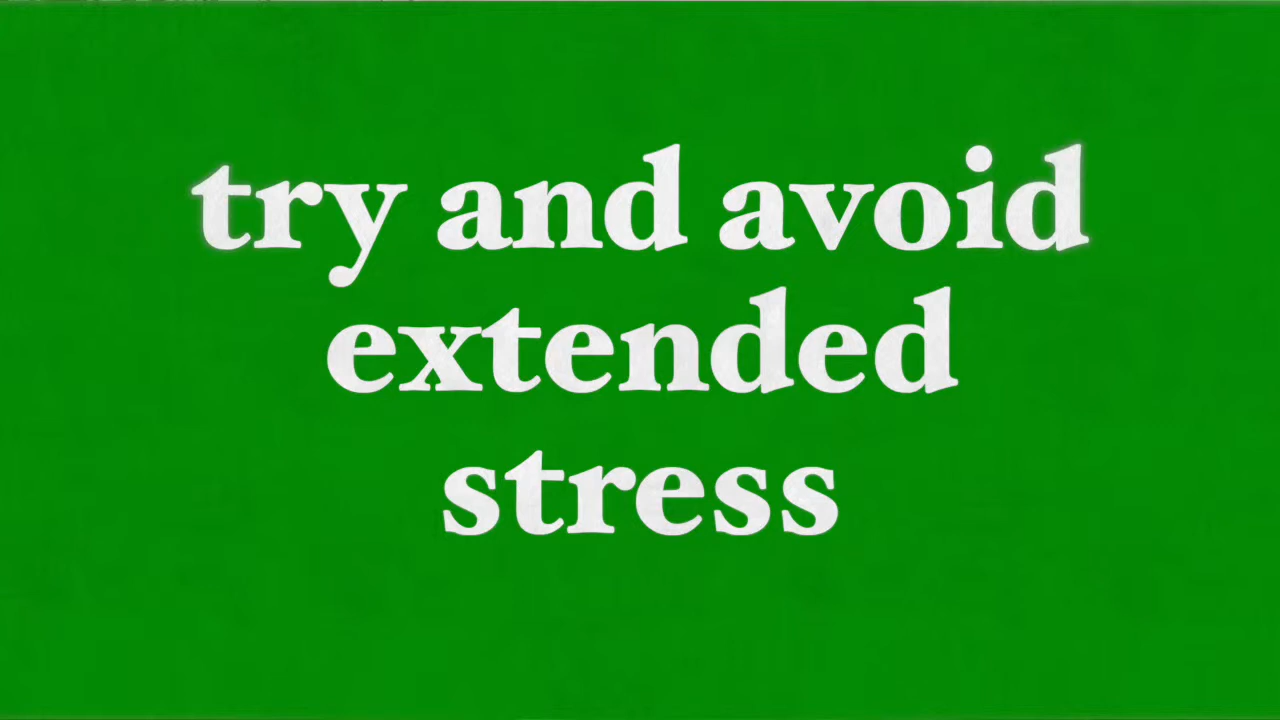 try and avoid
extended
stress